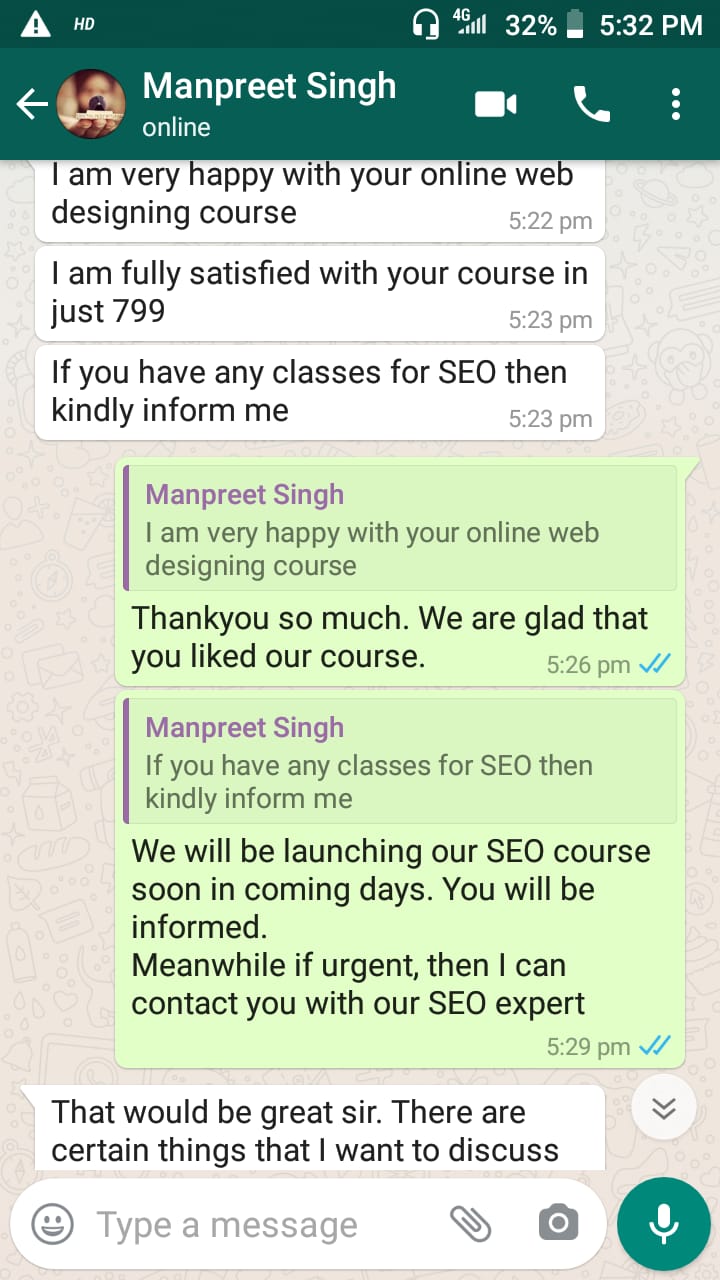 HD 4G 32% 5:32 PM
Manpreet Singh
online
I am very happy with your online web
designing course 5:22 pm
I am fully satisfied with your course in
just 799 5:23 pm
If you have any classes for SEO then
kindly inform me 5:23 pm
Manpreet Singh
I am very happy with your online web
designing course
Thankyou so much. We are glad that
you liked our course. 5:26 pm
Manpreet Singh
If you have any classes for SEO then
kindly inform me
We will be launching our SEO course
soon in coming days. You will be
informed.
Meanwhile if urgent, then I can
contact you with our SEO expert
5:29 pm
That would be great sir. There are
certain things that I want to discuss
Type a message